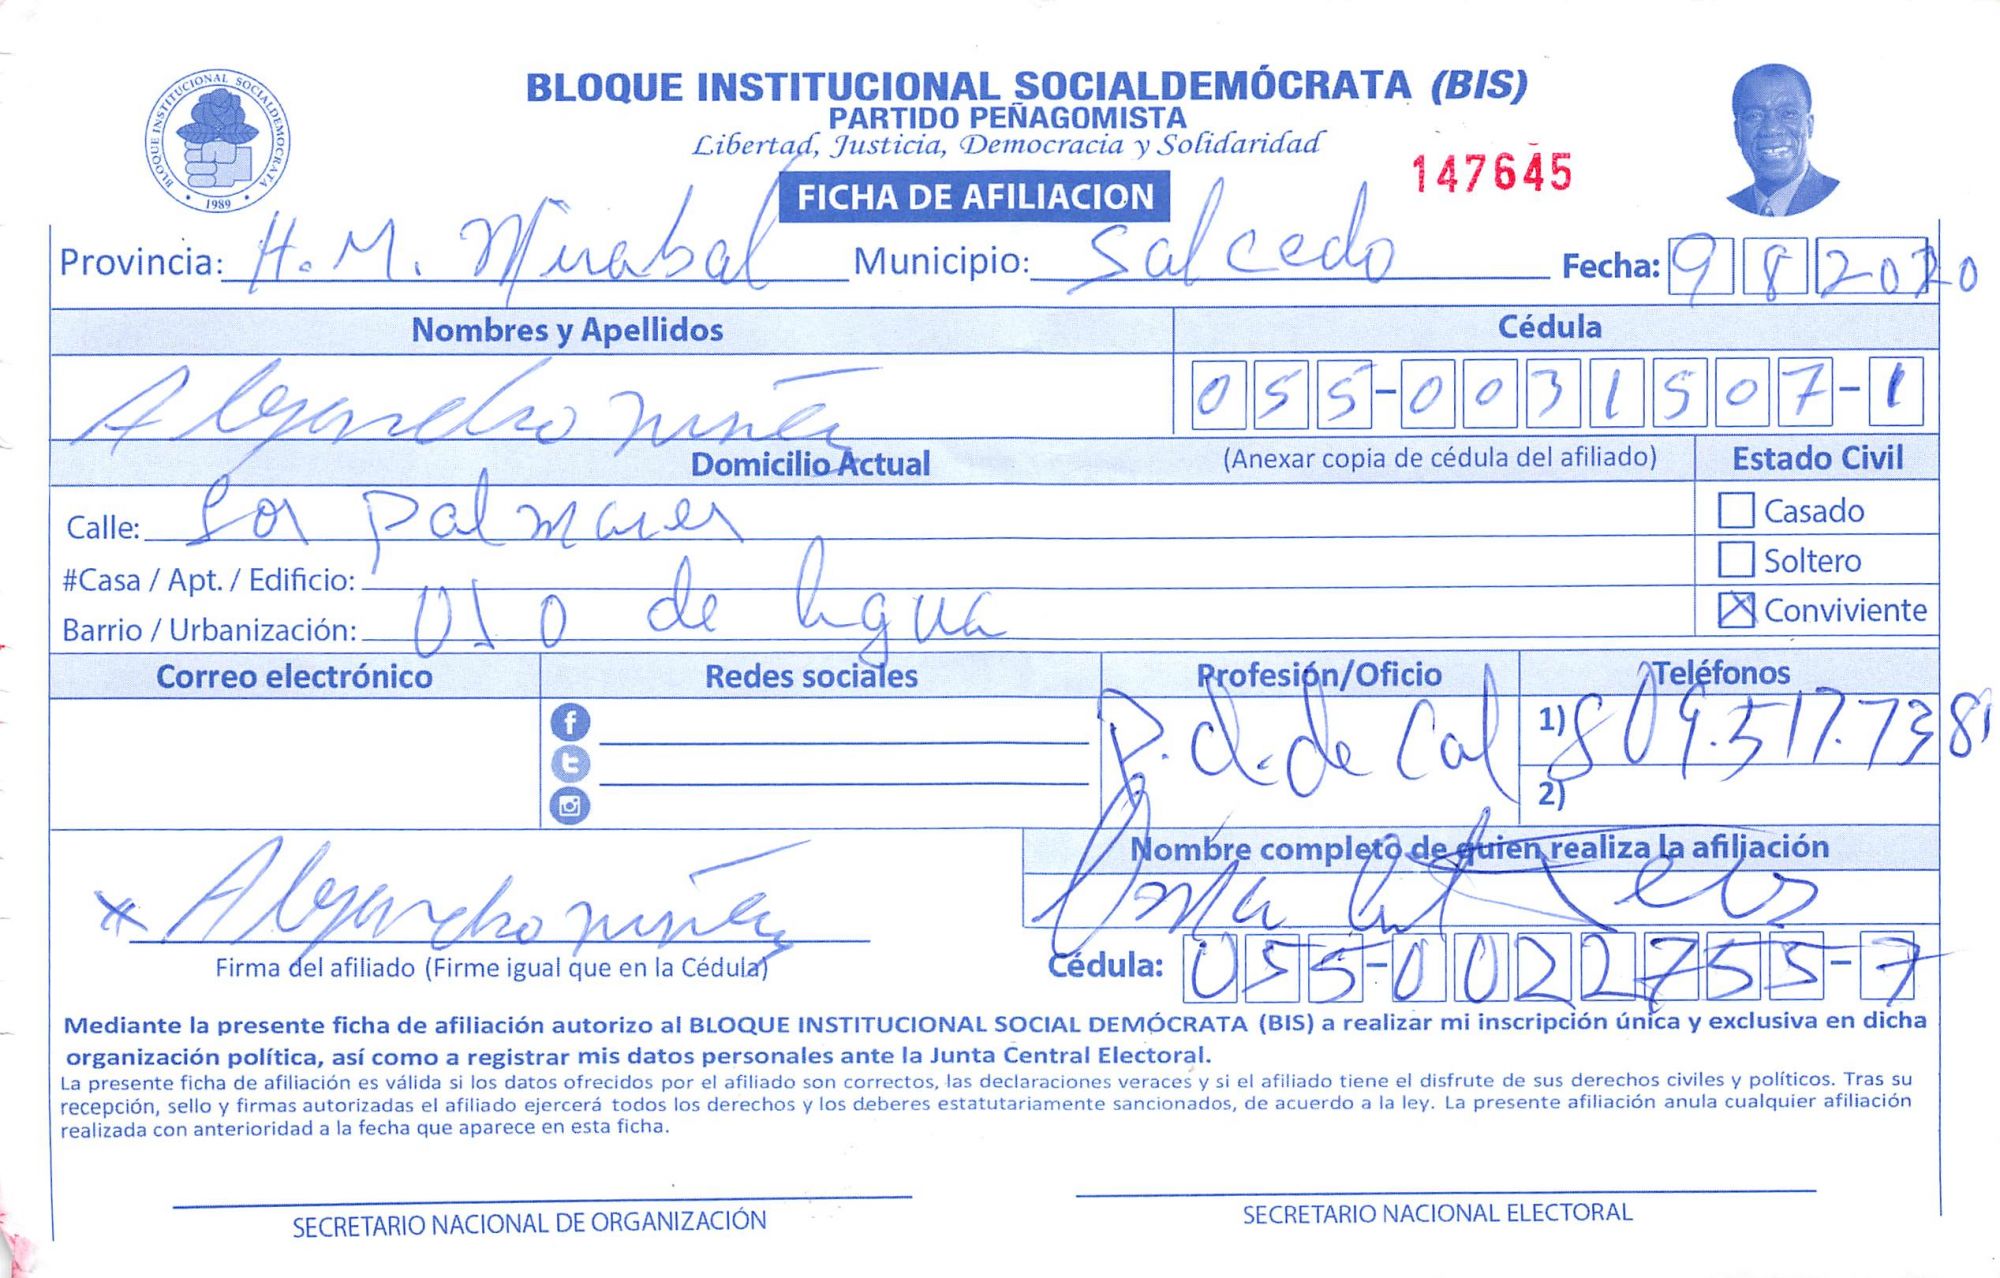 BLOQUE INSTITUCIONAL SOCIALDEMÓCRATA (BIS)
PARTIDO PEÑAGOMISTA
Libertad, Justicia, Democracia y Solidaridad
BLOQUE INSTITUCIONAL SOCIALDEMOCRATA
1989
147645
FICHA DE AFILIACION
Provincia: H. M. Mirabal Municipio: Salcedo Fecha: 9 8 2020
Nombres y Apellidos Cédula
Alejandro núñez 055-0031507-1
Domicilio Actual (Anexar copia de cédula del afiliado) Estado Civil
Calle: Los palmares Casado
#Casa / Apt. / Edificio: Soltero
Barrio / Urbanización: de Agua Conviviente
Correo electrónico Redes sociales Profesión/Oficio Teléfonos
P. d. de Cal 1) 809.517.7381
2)
Nombre completo de quien realiza la afiliación
Alejandro núñez
Firma del afiliado (Firme igual que en la Cédula) Cédula: 055-0022755-7
Mediante la presente ficha de afiliación autorizo al BLOQUE INSTITUCIONAL SOCIAL DEMÓCRATA (BIS) a realizar mi inscripción única y exclusiva en dicha
organización política, así como a registrar mis datos personales ante la Junta Central Electoral.
La presente ficha de afiliación es válida si los datos ofrecidos por el afiliado son correctos, las declaraciones veraces y si el afiliado tiene el disfrute de sus derechos civiles y políticos. Tras su
recepción, sello y firmas autorizadas el afiliado ejercerá todos los derechos y los deberes estatutariamente sancionados, de acuerdo a la ley. La presente afiliación anula cualquier afiliación
realizada con anterioridad a la fecha que aparece en esta ficha.
SECRETARIO NACIONAL DE ORGANIZACIÓN SECRETARIO NACIONAL ELECTORAL